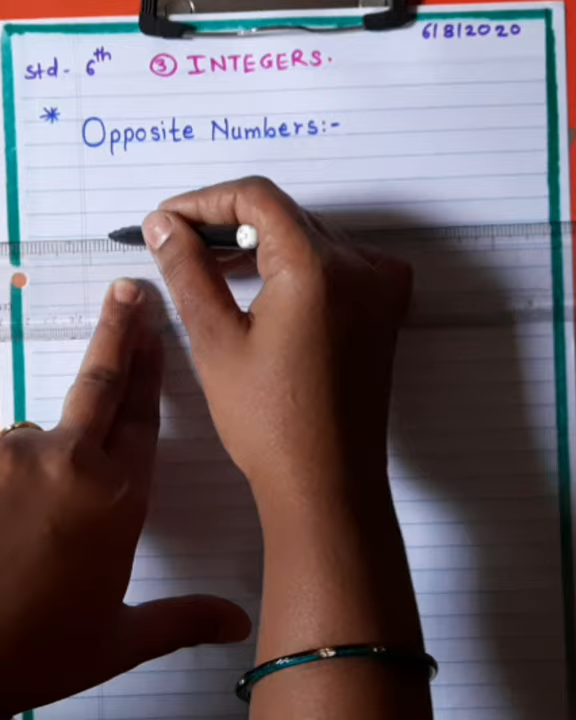 6/8/2020
Std - 6th ③ INTEGERS.
* Opposite Numbers:-